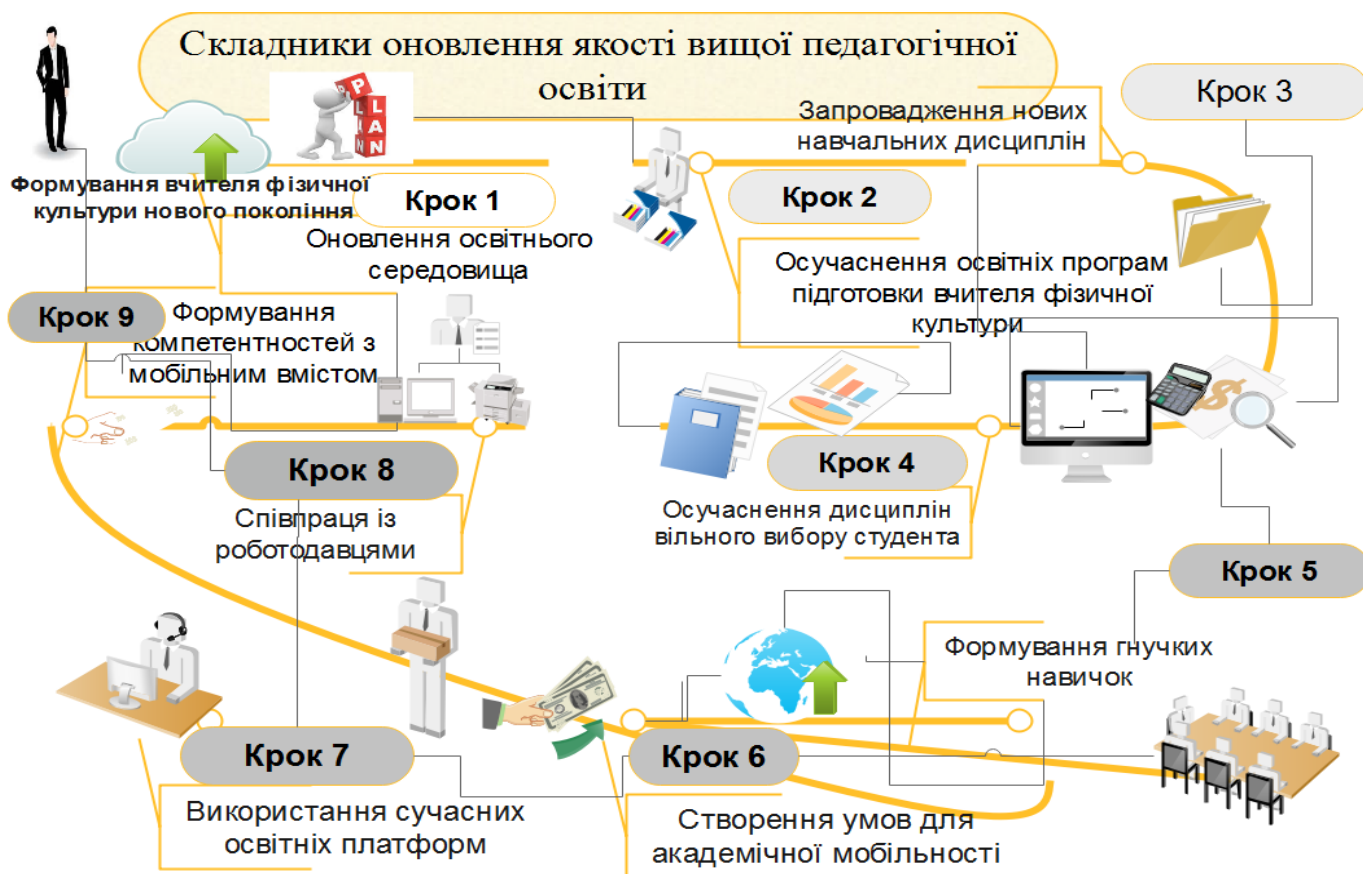 Складники оновлення якості вищої педагогічної
освіти
P
L
L
A
I
N
N
Крок 1
Оновлення освітнього
середовища
Крок 2
Осучаснення освітніх програм
підготовки вчителя фізичної
культури
Крок 3
Запровадження нових
навчальних дисциплін
Крок 4
Осучаснення дисциплін
вільного вибору студента
Крок 5
Формування гнучких
навичок
Крок 6
Створення умов для
академічної мобільності
Крок 7
Використання сучасних
освітніх платформ
Крок 8
Співпраця із
роботодавцями
Крок 9
Формування
компетентностей з
мобільним вмістом
Формування вчителя фізичної
культури нового покоління